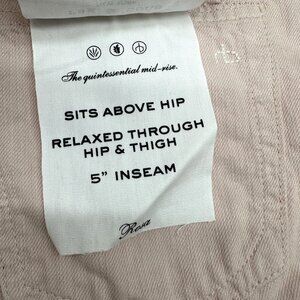 The quintessential mid-rise.
SITS ABOVE HIP
RELAXED THROUGH
HIP & THIGH
5" INSEAM
Rosa